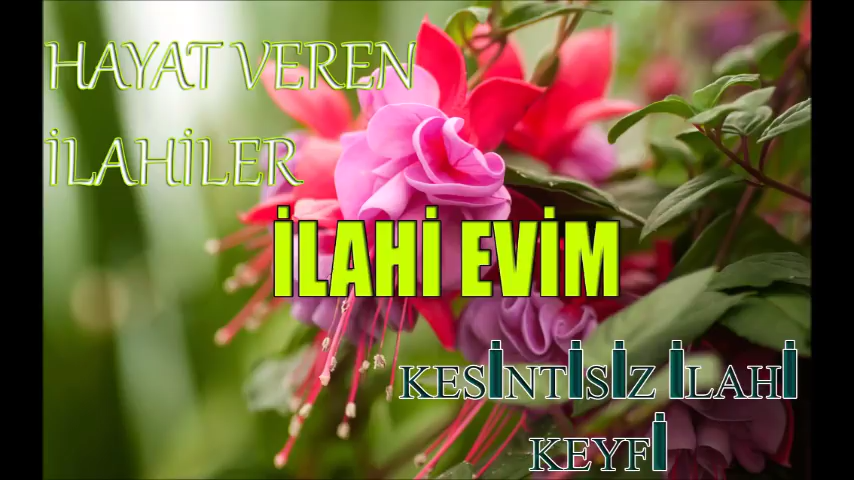 HAYAT VEREN
İLAHİLER
İLAHİ EVİM
KESİNTİSİZ İLAHİ
KEYFİ